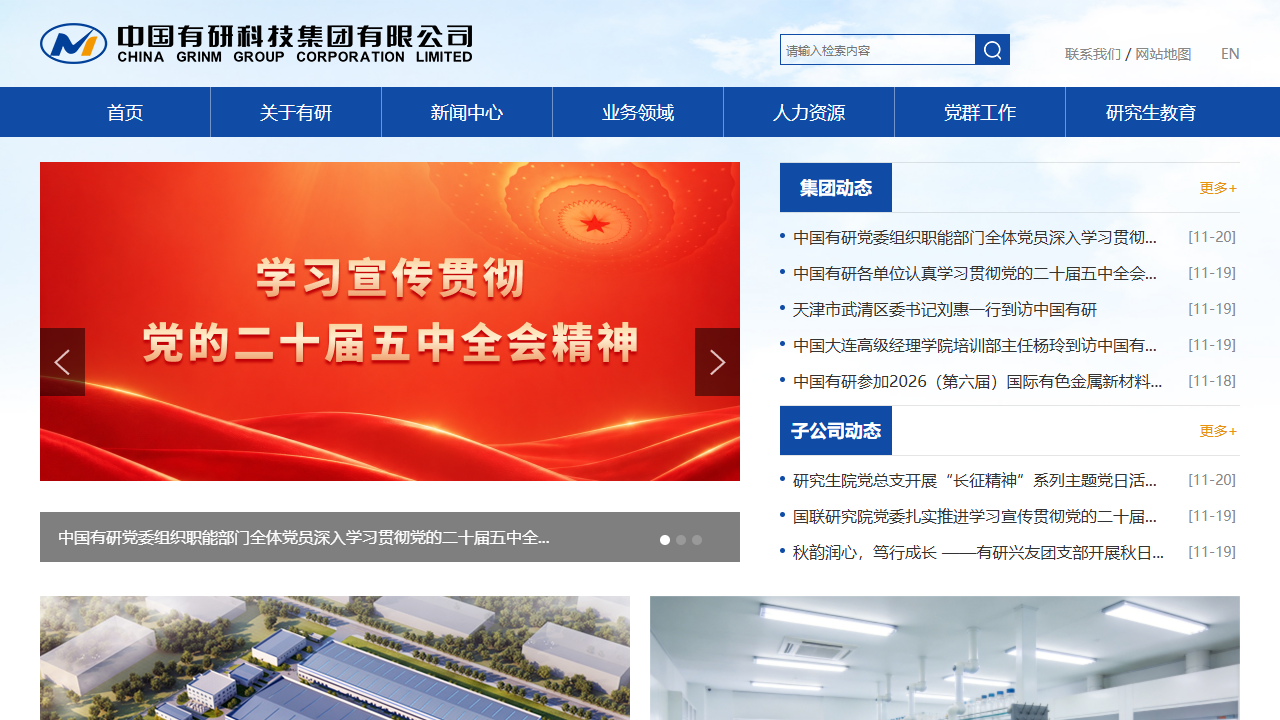 中国有研科技集团有限公司
CHINA GRINM GROUP CORPORATION LIMITED
请输入检索内容
联系我们 / 网站地图
EN
首页
关于有研
新闻中心
业务领域
人力资源
党群工作
研究生教育
学习宣传贯彻
党的二十届五中全会精神
中国有研党委组织职能部门全体党员深入学习贯彻党的二十届五中全...
集团动态
更多+
中国有研党委组织职能部门全体党员深入学习贯彻... [11-20]
中国有研各单位认真学习贯彻党的二十届五中全会... [11-19]
天津市武清区委书记刘惠一行到访中国有研 [11-19]
中国大连高级经理学院培训部主任杨玲到访中国有... [11-19]
中国有研参加2026（第六届）国际有色金属新材料... [11-18]
子公司动态
更多+
研究生院党总支开展“长征精神”系列主题党日活... [11-20]
国联研究院党委扎实推进学习宣传贯彻党的二十届... [11-19]
秋韵润心，笃行成长 ——有研兴友团支部开展秋日... [11-19]